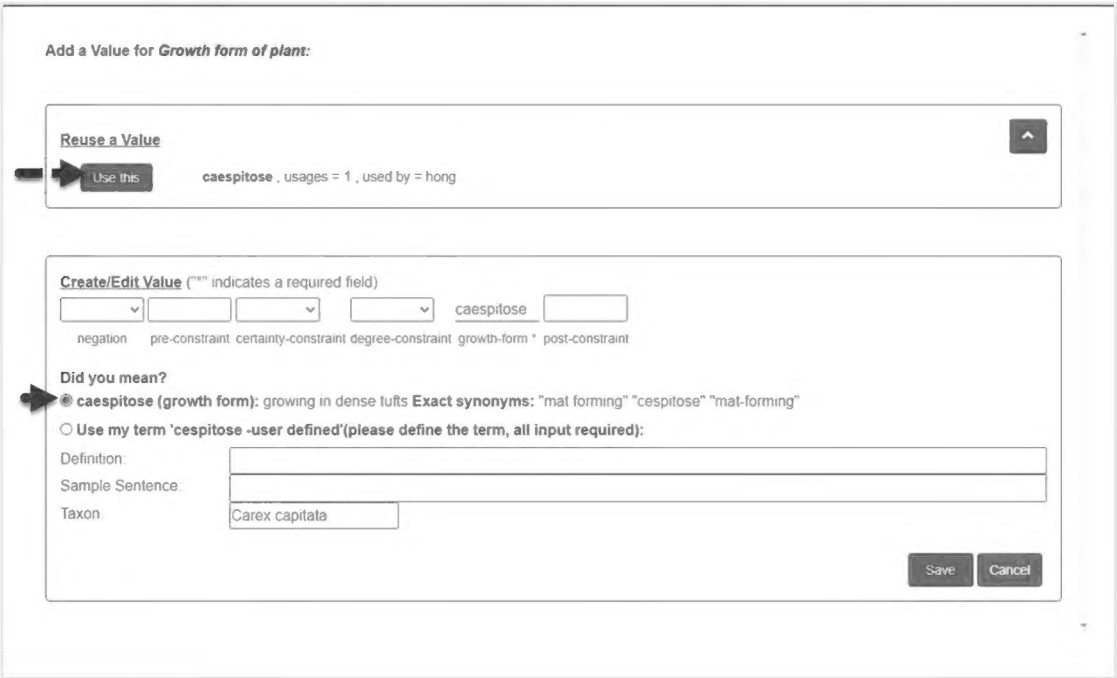 Add a Value for Growth form of plant:
Reuse a Value
Use this caespitose , usages = 1 , used by = hong
Create/Edit Value ("*" indicates a required field)
caespitose
negation pre-constraint certainty-constraint degree-constraint growth-form * post-constraint
Did you mean?
caespitose (growth form): growing in dense tufts Exact synonyms: "mat forming" "cespitose" "mat-forming"
Use my term 'cespitose -user defined'(please define the term, all input required):
Definition:
Sample Sentence:
Taxon Carex capitata
Save Cancel